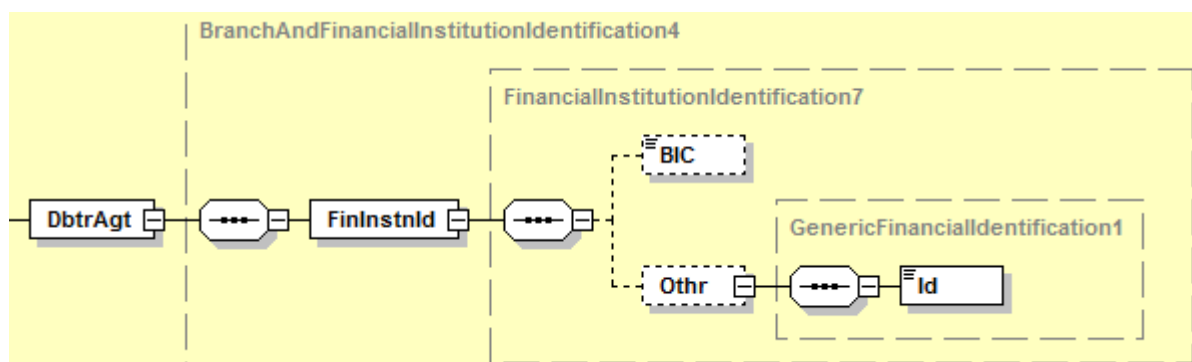 BranchAndFinancialInstitutionIdentification4
FinancialInstitutionIdentification7
BIC
DbtrAgt
FinInstnId
GenericFinancialIdentification1
Othr
Id